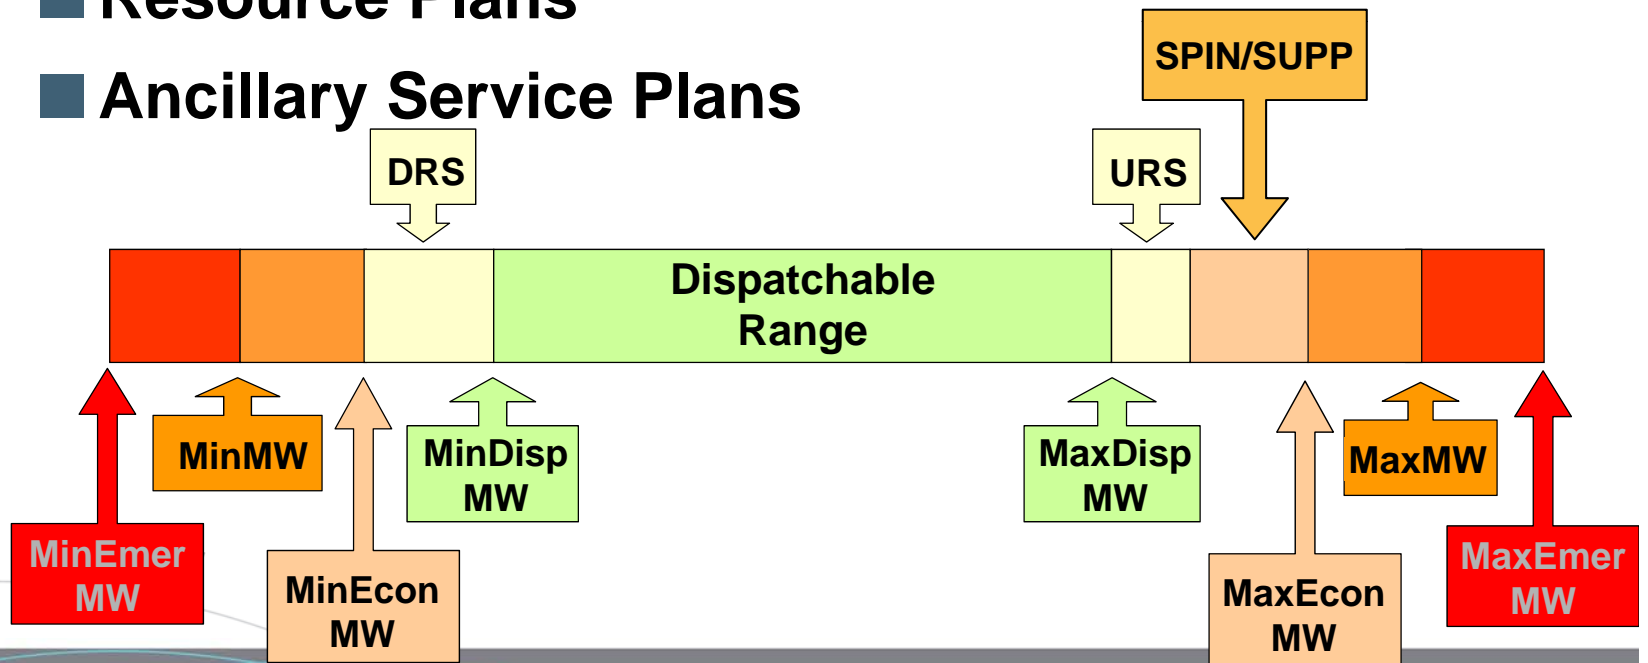 Resource Plans
Ancillary Service Plans
SPIN/SUPP
DRS
URS
Dispatchable
Range
MinMW
MinDisp
MW
MaxDisp
MW
MaxMW
MinEmer
MW
MinEcon
MW
MaxEcon
MW
MaxEmer
MW